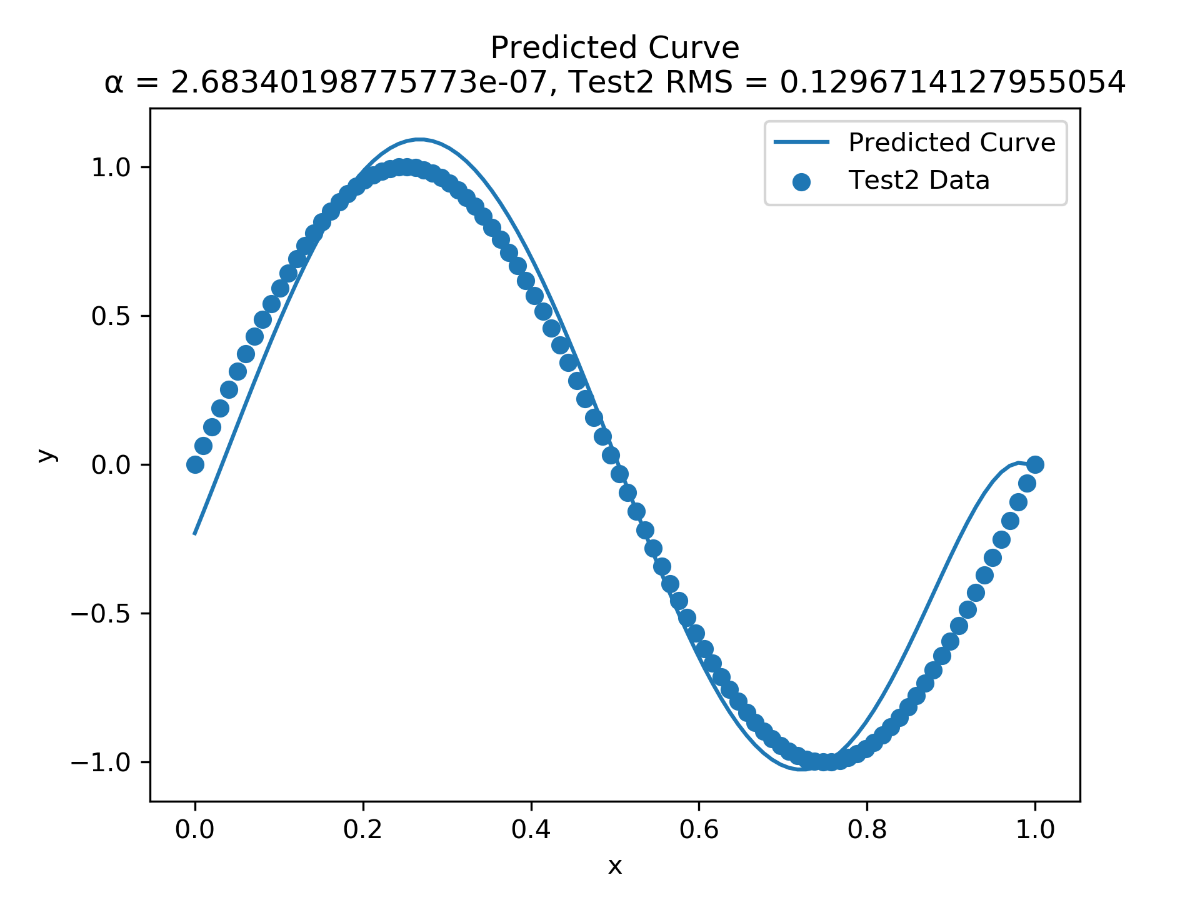 Predicted Curve
α = 2.68340198775773e-07, Test2 RMS = 0.1296714127955054
Predicted Curve
Test2 Data
1.0
0.5
0.0
−0.5
−1.0
y
0.0 0.2 0.4 0.6 0.8 1.0
x